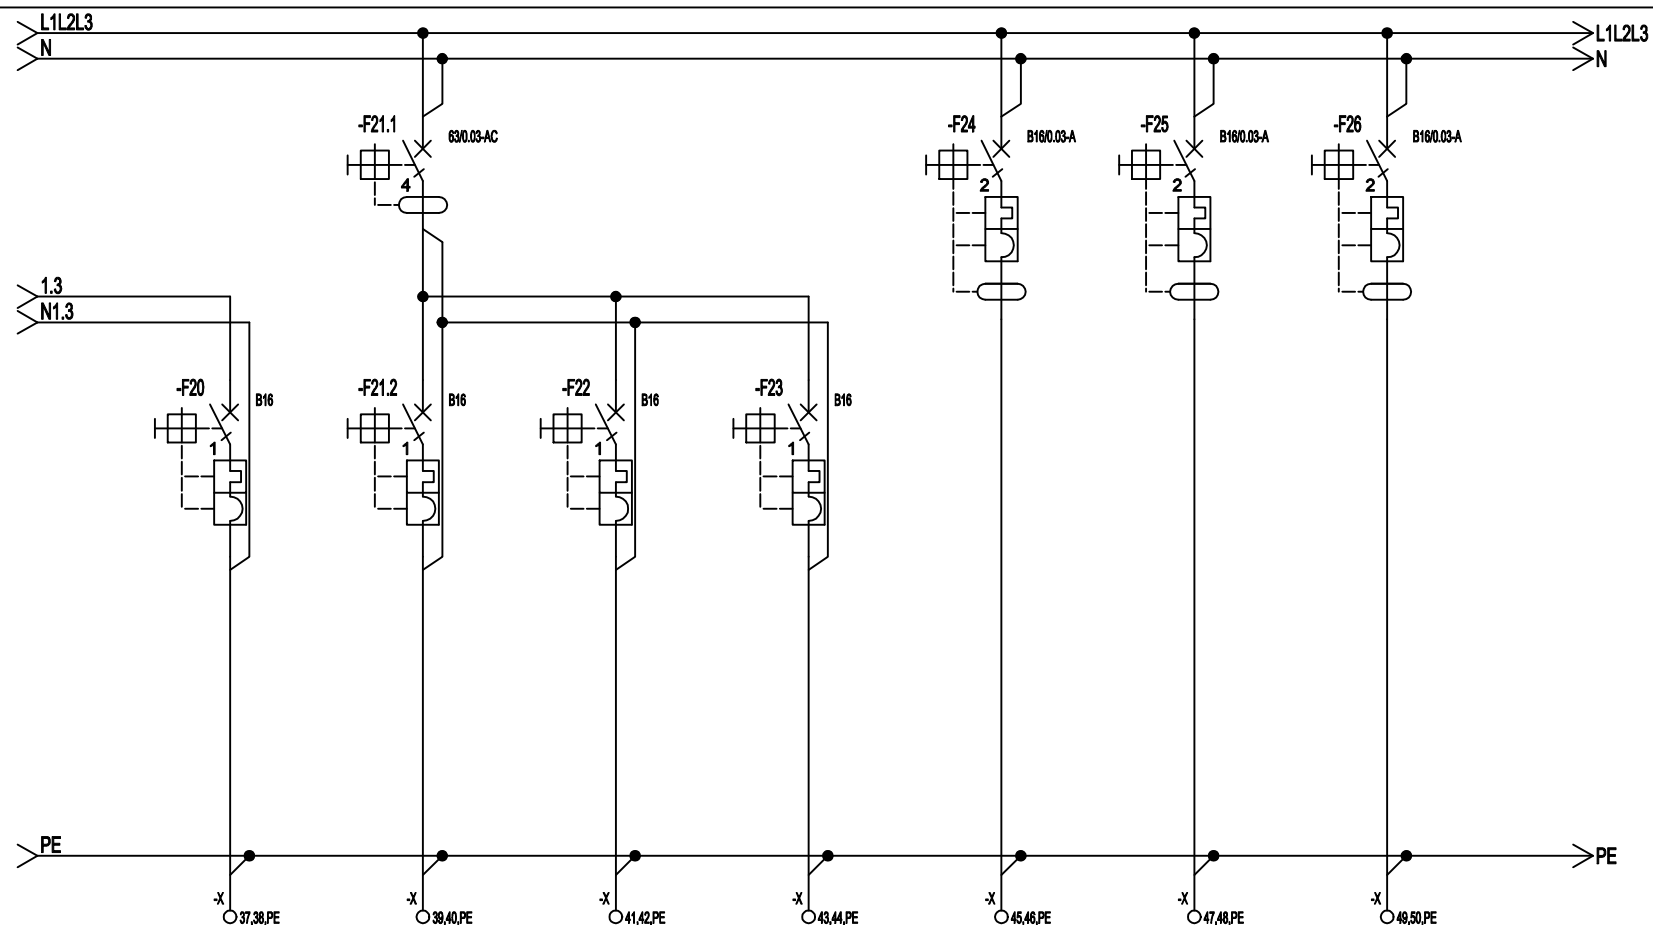 L1L2L3
L1L2L3
N
N
-F21.1
63/0.03-AC
4
-F24
B16/0.03-A
2
-F25
B16/0.03-A
2
-F26
B16/0.03-A
2
1.3
N1.3
-F20
B16
1
-F21.2
B16
1
-F22
B16
1
-F23
B16
1
PE
PE
-X
37,38,PE
-X
39,40,PE
-X
41,42,PE
-X
43,44,PE
-X
45,46,PE
-X
47,48,PE
-X
49,50,PE